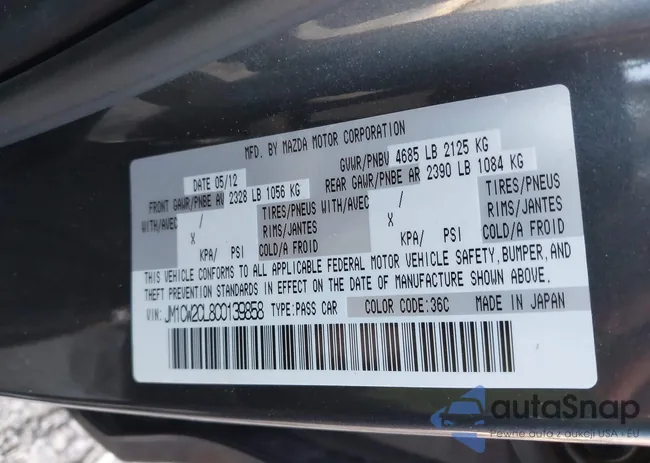 MFD. BY MAZDA MOTOR CORPORATION
DATE 05/12 GVWR/PNBV 4685 LB 2125 KG
FRONT GAWR/PNBE AV 2328 LB 1056 KG REAR GAWR/PNBE AR 2390 LB 1084 KG
WITH/AVEC / TIRES/PNEUS WITH/AVEC / TIRES/PNEUS
X RIMS/JANTES X RIMS/JANTES
KPA/ PSI COLD/A FROID KPA/ PSI COLD/A FROID
THIS VEHICLE CONFORMS TO ALL APPLICABLE FEDERAL MOTOR VEHICLE SAFETY, BUMPER, AND
THEFT PREVENTION STANDARDS IN EFFECT ON THE DATE OF MANUFACTURE SHOWN ABOVE.
VIN: JM1CW2CL8C0139858 TYPE: PASS CAR COLOR CODE: 36C MADE IN JAPAN
autaSnap
Pewne auta z aukcji USA i EU